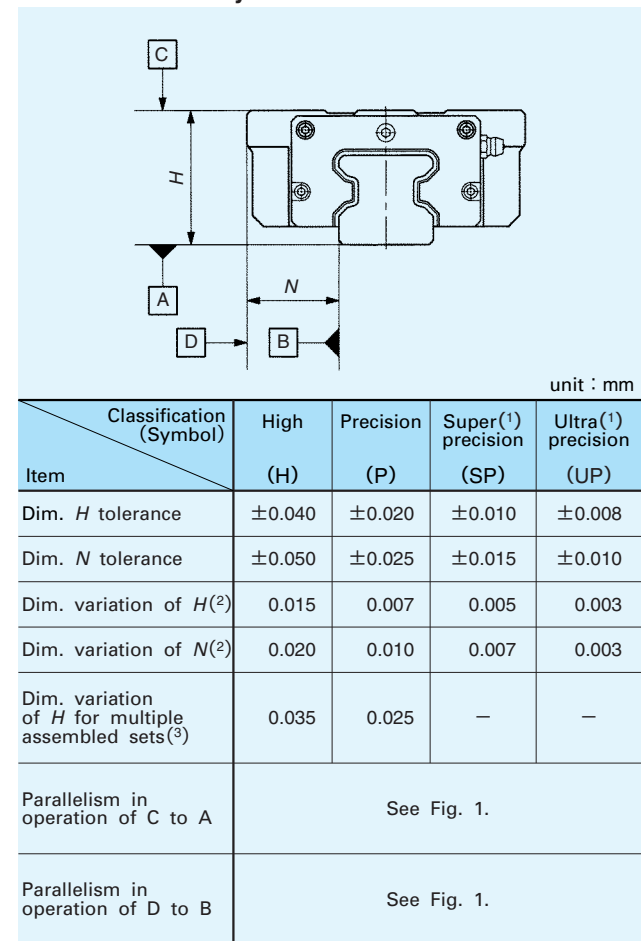 C
H
A
N
D
B
unit : mm
Classification
(Symbol)
Item
High
(H)
Precision
(P)
Super(1)
precision
(SP)
Ultra(1)
precision
(UP)
Dim. H tolerance ±0.040 ±0.020 ±0.010 ±0.008
Dim. N tolerance ±0.050 ±0.025 ±0.015 ±0.010
Dim. variation of H(2) 0.015 0.007 0.005 0.003
Dim. variation of N(2) 0.020 0.010 0.007 0.003
Dim. variation
of H for multiple
assembled sets(3)
0.035 0.025 － －
Parallelism in
operation of C to A
See Fig. 1.
Parallelism in
operation of D to B
See Fig. 1.